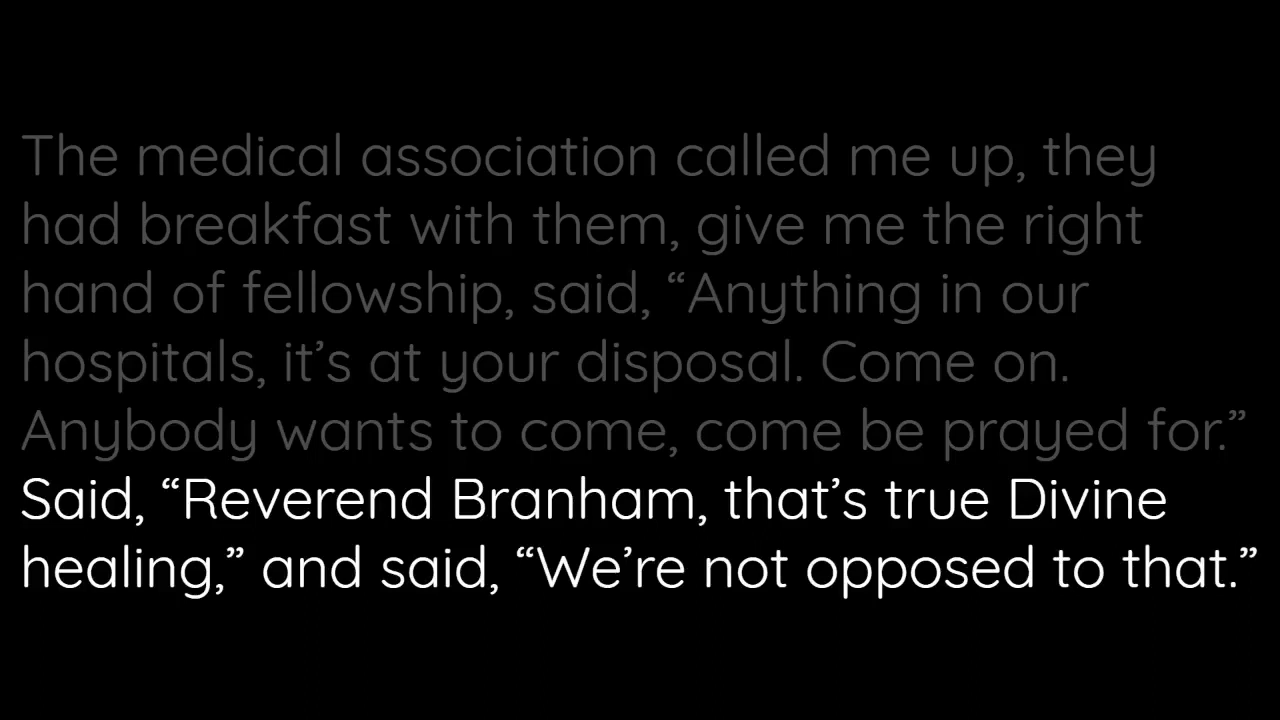 The medical association called me up, they
had breakfast with them, give me the right
hand of fellowship, said, “Anything in our
hospitals, it’s at your disposal. Come on.
Anybody wants to come, come be prayed for.”
Said, “Reverend Branham, that’s true Divine
healing,” and said, “We’re not opposed to that.”